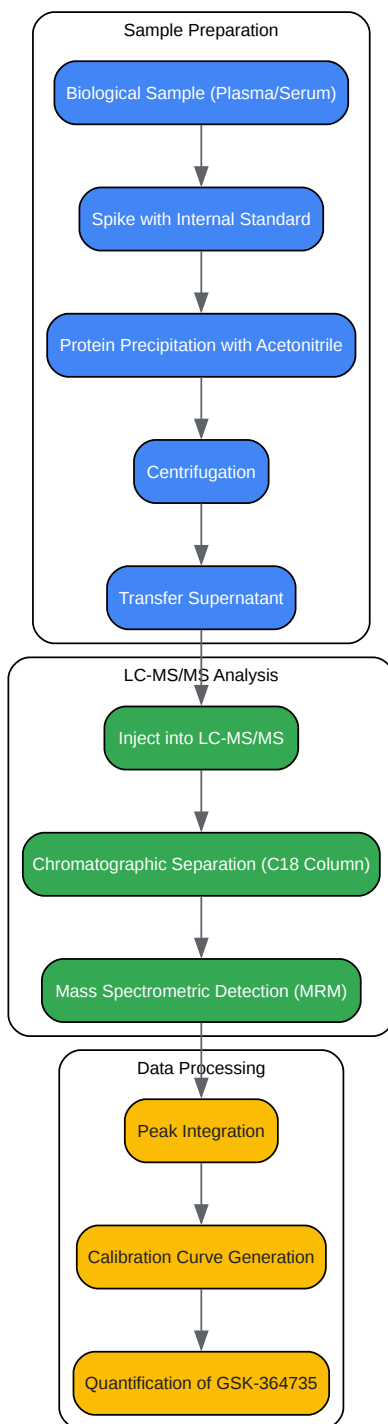 Sample Preparation
Biological Sample (Plasma/Serum)
Spike with Internal Standard
Protein Precipitation with Acetonitrile
Centrifugation
Transfer Supernatant
LC-MS/MS Analysis
Inject into LC-MS/MS
Chromatographic Separation (C18 Column)
Mass Spectrometric Detection (MRM)
Data Processing
Peak Integration
Calibration Curve Generation
Quantification of GSK-364735